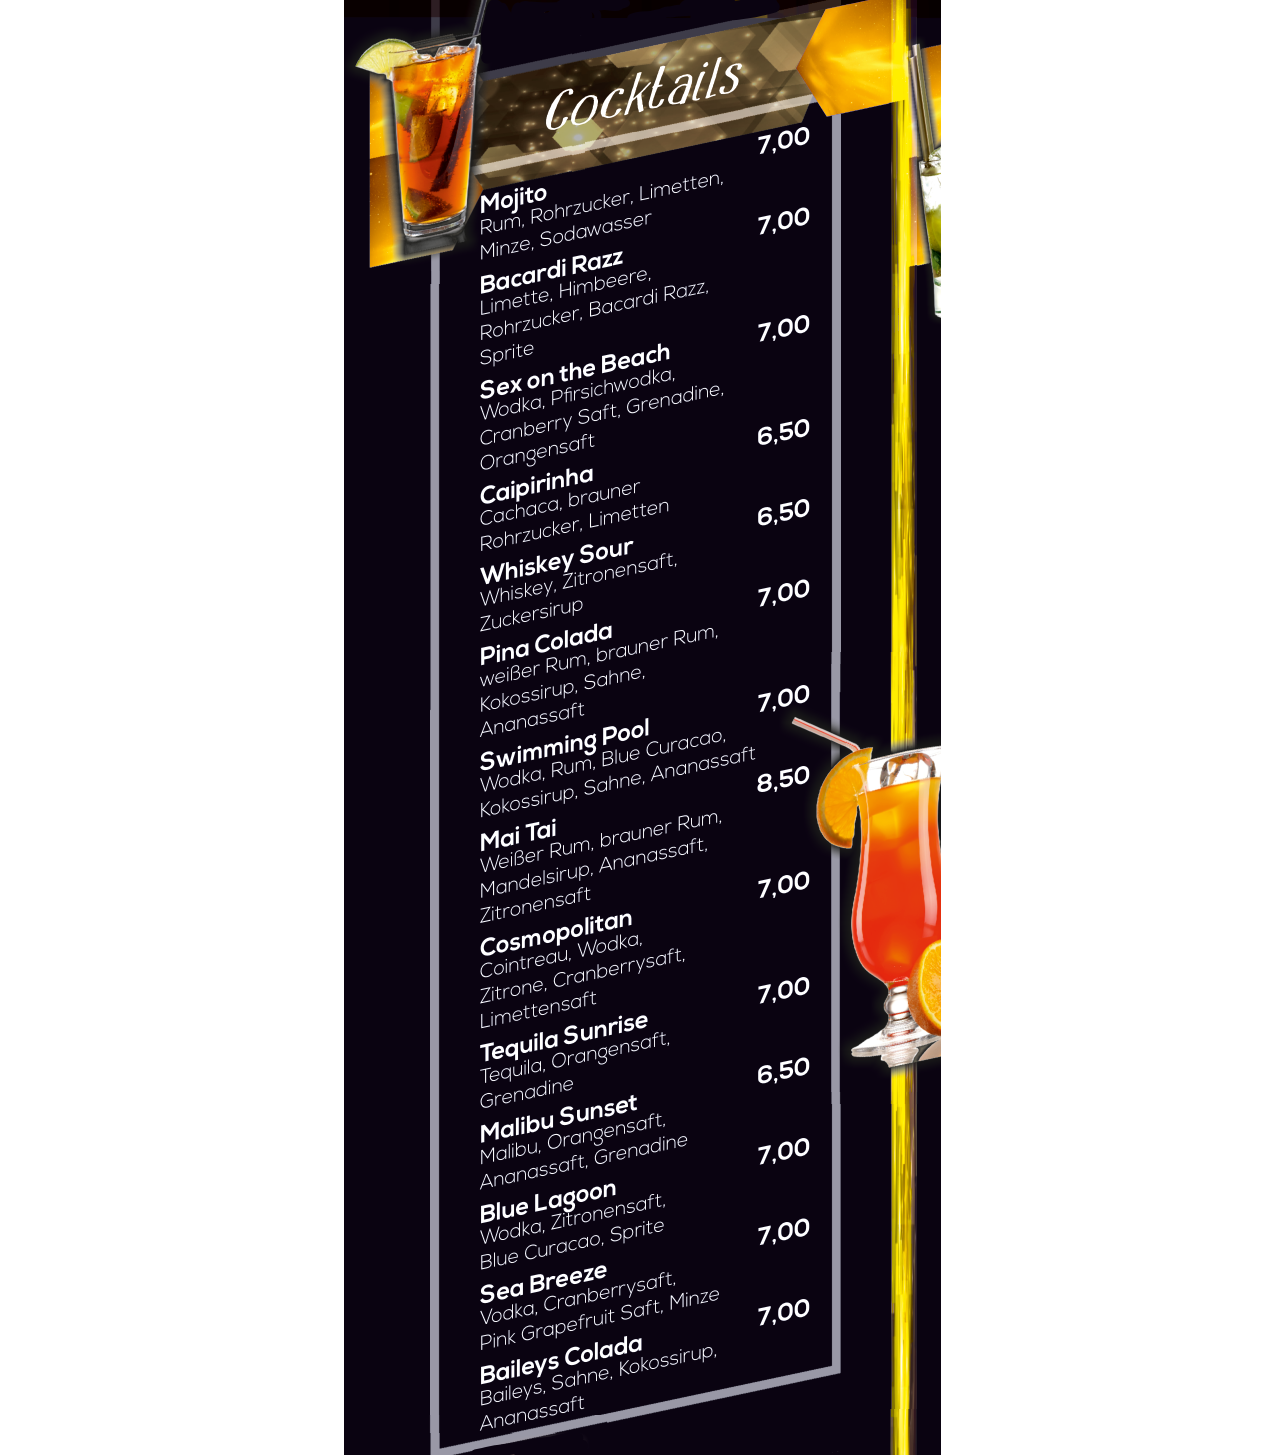 Cocktails
Mojito 7,00
Rum, Rohrzucker, Limetten,
Minze, Sodawasser
Bacardi Razz 7,00
Limette, Himbeere,
Rohrzucker, Bacardi Razz,
Sprite
Sex on the Beach 7,00
Wodka, Pfirsichwodka,
Cranberry Saft, Grenadine,
Orangensaft
Caipirinha 6,50
Cachaca, brauner
Rohrzucker, Limetten
Whiskey Sour 6,50
Whiskey, Zitronensaft,
Zuckersirup
Pina Colada 7,00
weißer Rum, brauner Rum,
Kokossirup, Sahne,
Ananassaft
Swimming Pool 7,00
Wodka, Rum, Blue Curacao,
Kokossirup, Sahne, Ananassaft
Mai Tai 8,50
Weißer Rum, brauner Rum,
Mandelsirup, Ananassaft,
Zitronensaft
Cosmopolitan 7,00
Cointreau, Wodka,
Zitrone, Cranberrysaft,
Limettensaft
Tequila Sunrise 7,00
Tequila, Orangensaft,
Grenadine
Malibu Sunset 6,50
Malibu, Orangensaft,
Ananassaft, Grenadine
Blue Lagoon 7,00
Wodka, Zitronensaft,
Blue Curacao, Sprite
Sea Breeze 7,00
Vodka, Cranberrysaft,
Pink Grapefruit Saft, Minze
Baileys Colada 7,00
Baileys, Sahne, Kokossirup,
Ananassaft